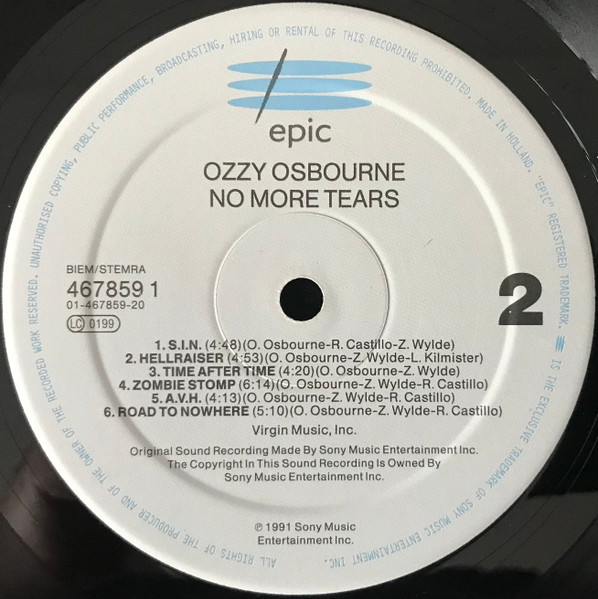 epic
OZZY OSBOURNE
NO MORE TEARS
BIEM/STEMRA
467859 1
01-467859-20
LC 0199
2
1. S.I.N. (4:48)(O. Osbourne-R. Castillo-Z. Wylde)
2. HELLRAISER (4:53)(O. Osbourne-Z. Wylde-L. Kilmister)
3. TIME AFTER TIME (4:20)(O. Osbourne-Z. Wylde)
4. ZOMBIE STOMP (6:14)(O. Osbourne-Z. Wylde-R. Castillo)
5. A.V.H. (4:13)(O. Osbourne-Z. Wylde-R. Castillo)
6. ROAD TO NOWHERE (5:10)(O. Osbourne-Z. Wylde-R. Castillo)
Virgin Music, Inc.
Original Sound Recording Made By Sony Music Entertainment Inc.
The Copyright In This Sound Recording Is Owned By
Sony Music Entertainment Inc.
℗ 1991 Sony Music
Entertainment Inc.
ALL RIGHTS OF THE PRODUCER AND OF THE OWNER OF THE RECORDED WORK RESERVED. UNAUTHORISED COPYING, PUBLIC PERFORMANCE, BROADCASTING, HIRING OR RENTAL OF THIS RECORDING PROHIBITED. MADE IN HOLLAND. "EPIC" REGISTERED TRADEMARK. IS THE EXCLUSIVE TRADEMARK OF SONY MUSIC ENTERTAINMENT INC.